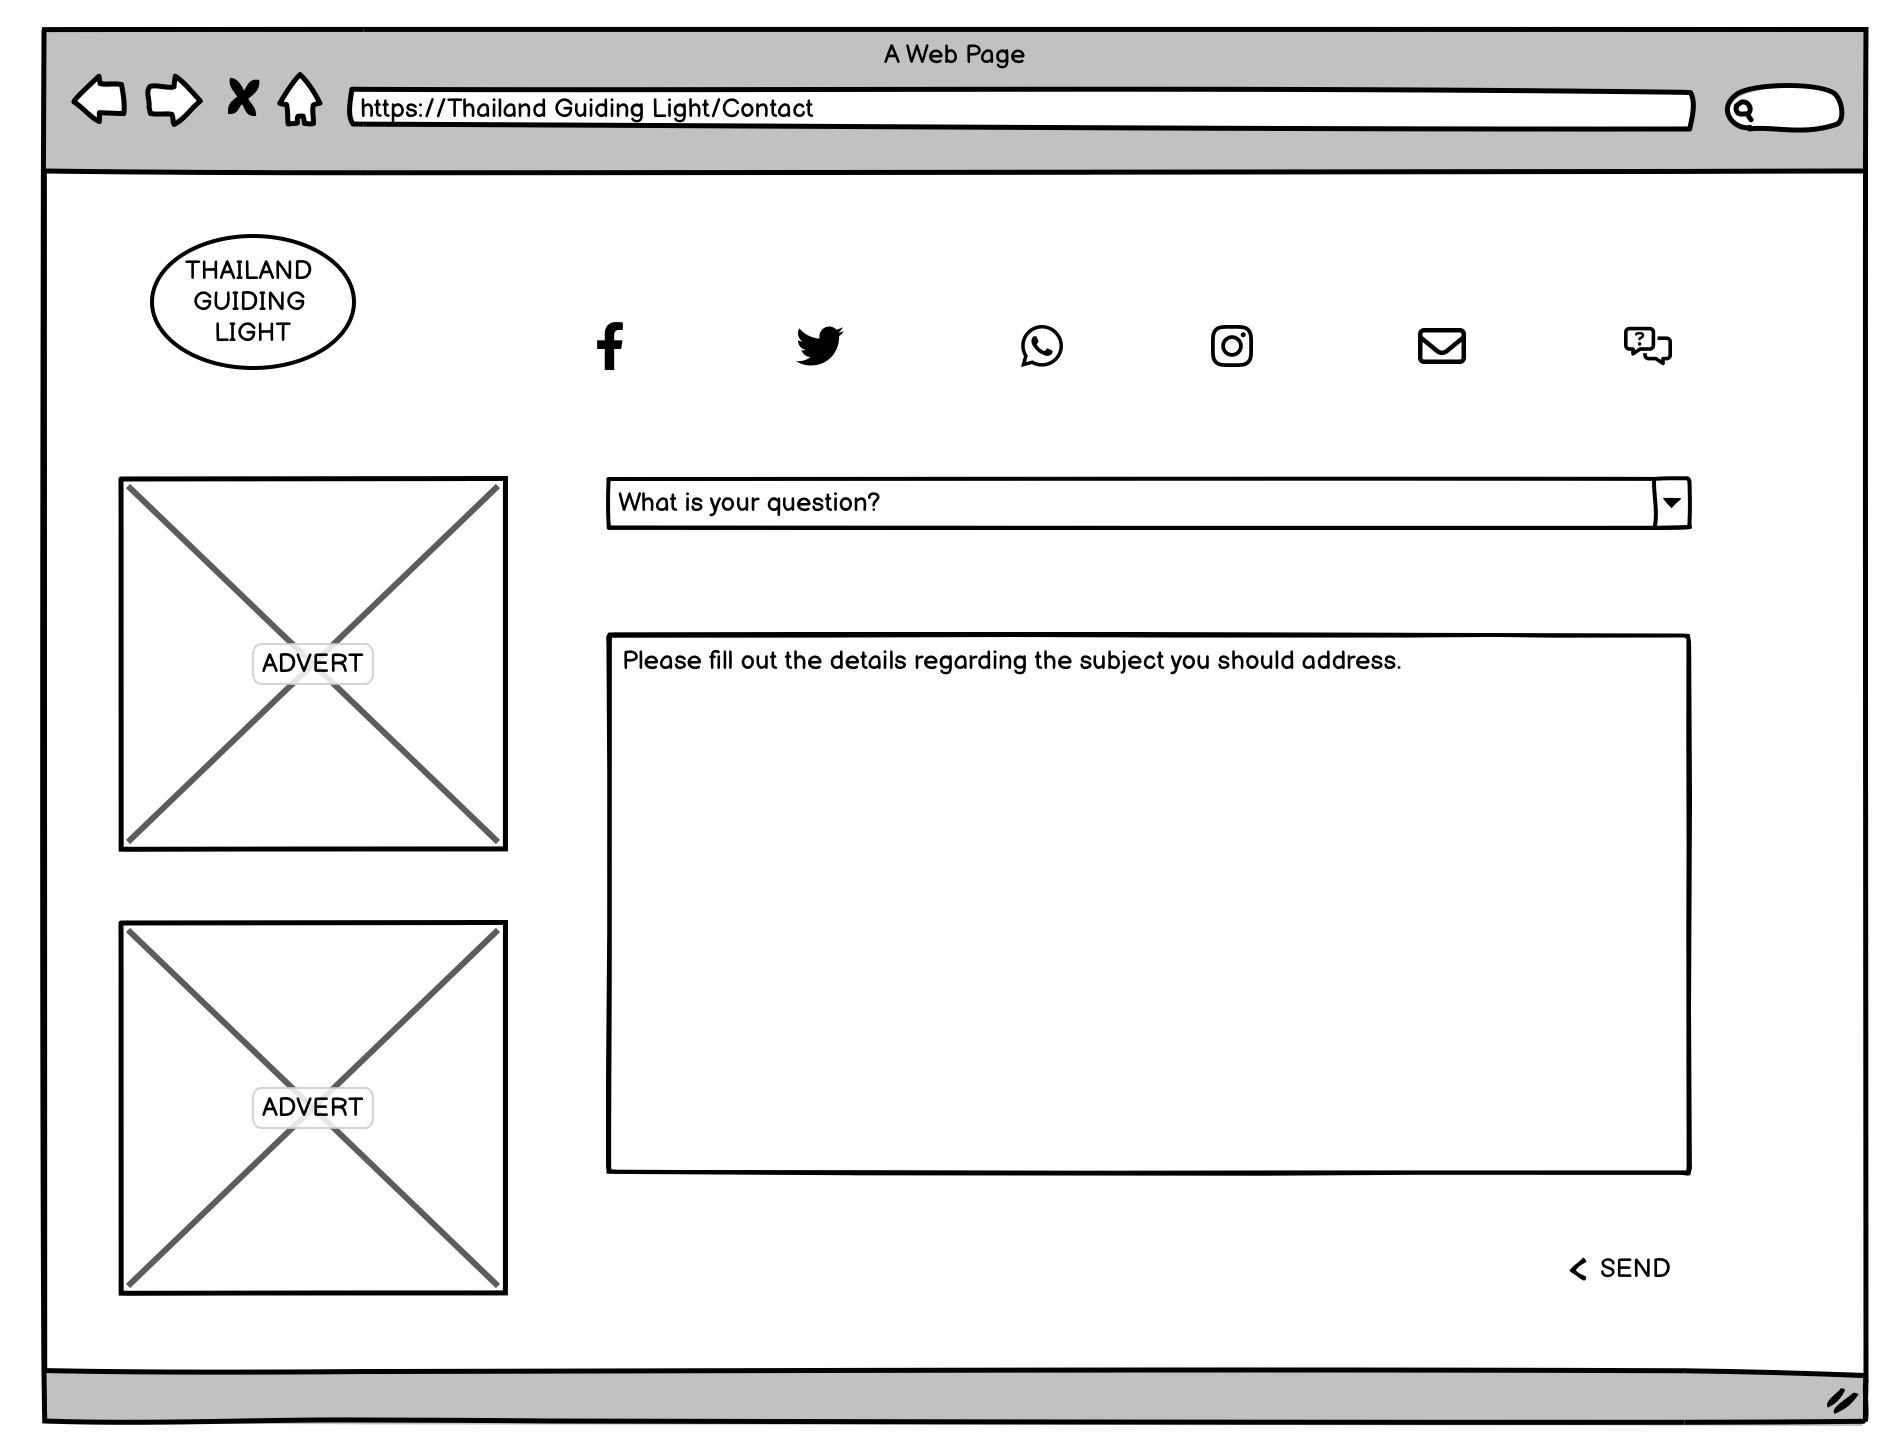 A Web Page
https://Thailand Guiding Light/Contact
THAILAND
GUIDING
LIGHT
What is your question?
ADVERT
Please fill out the details regarding the subject you should address.
ADVERT
SEND